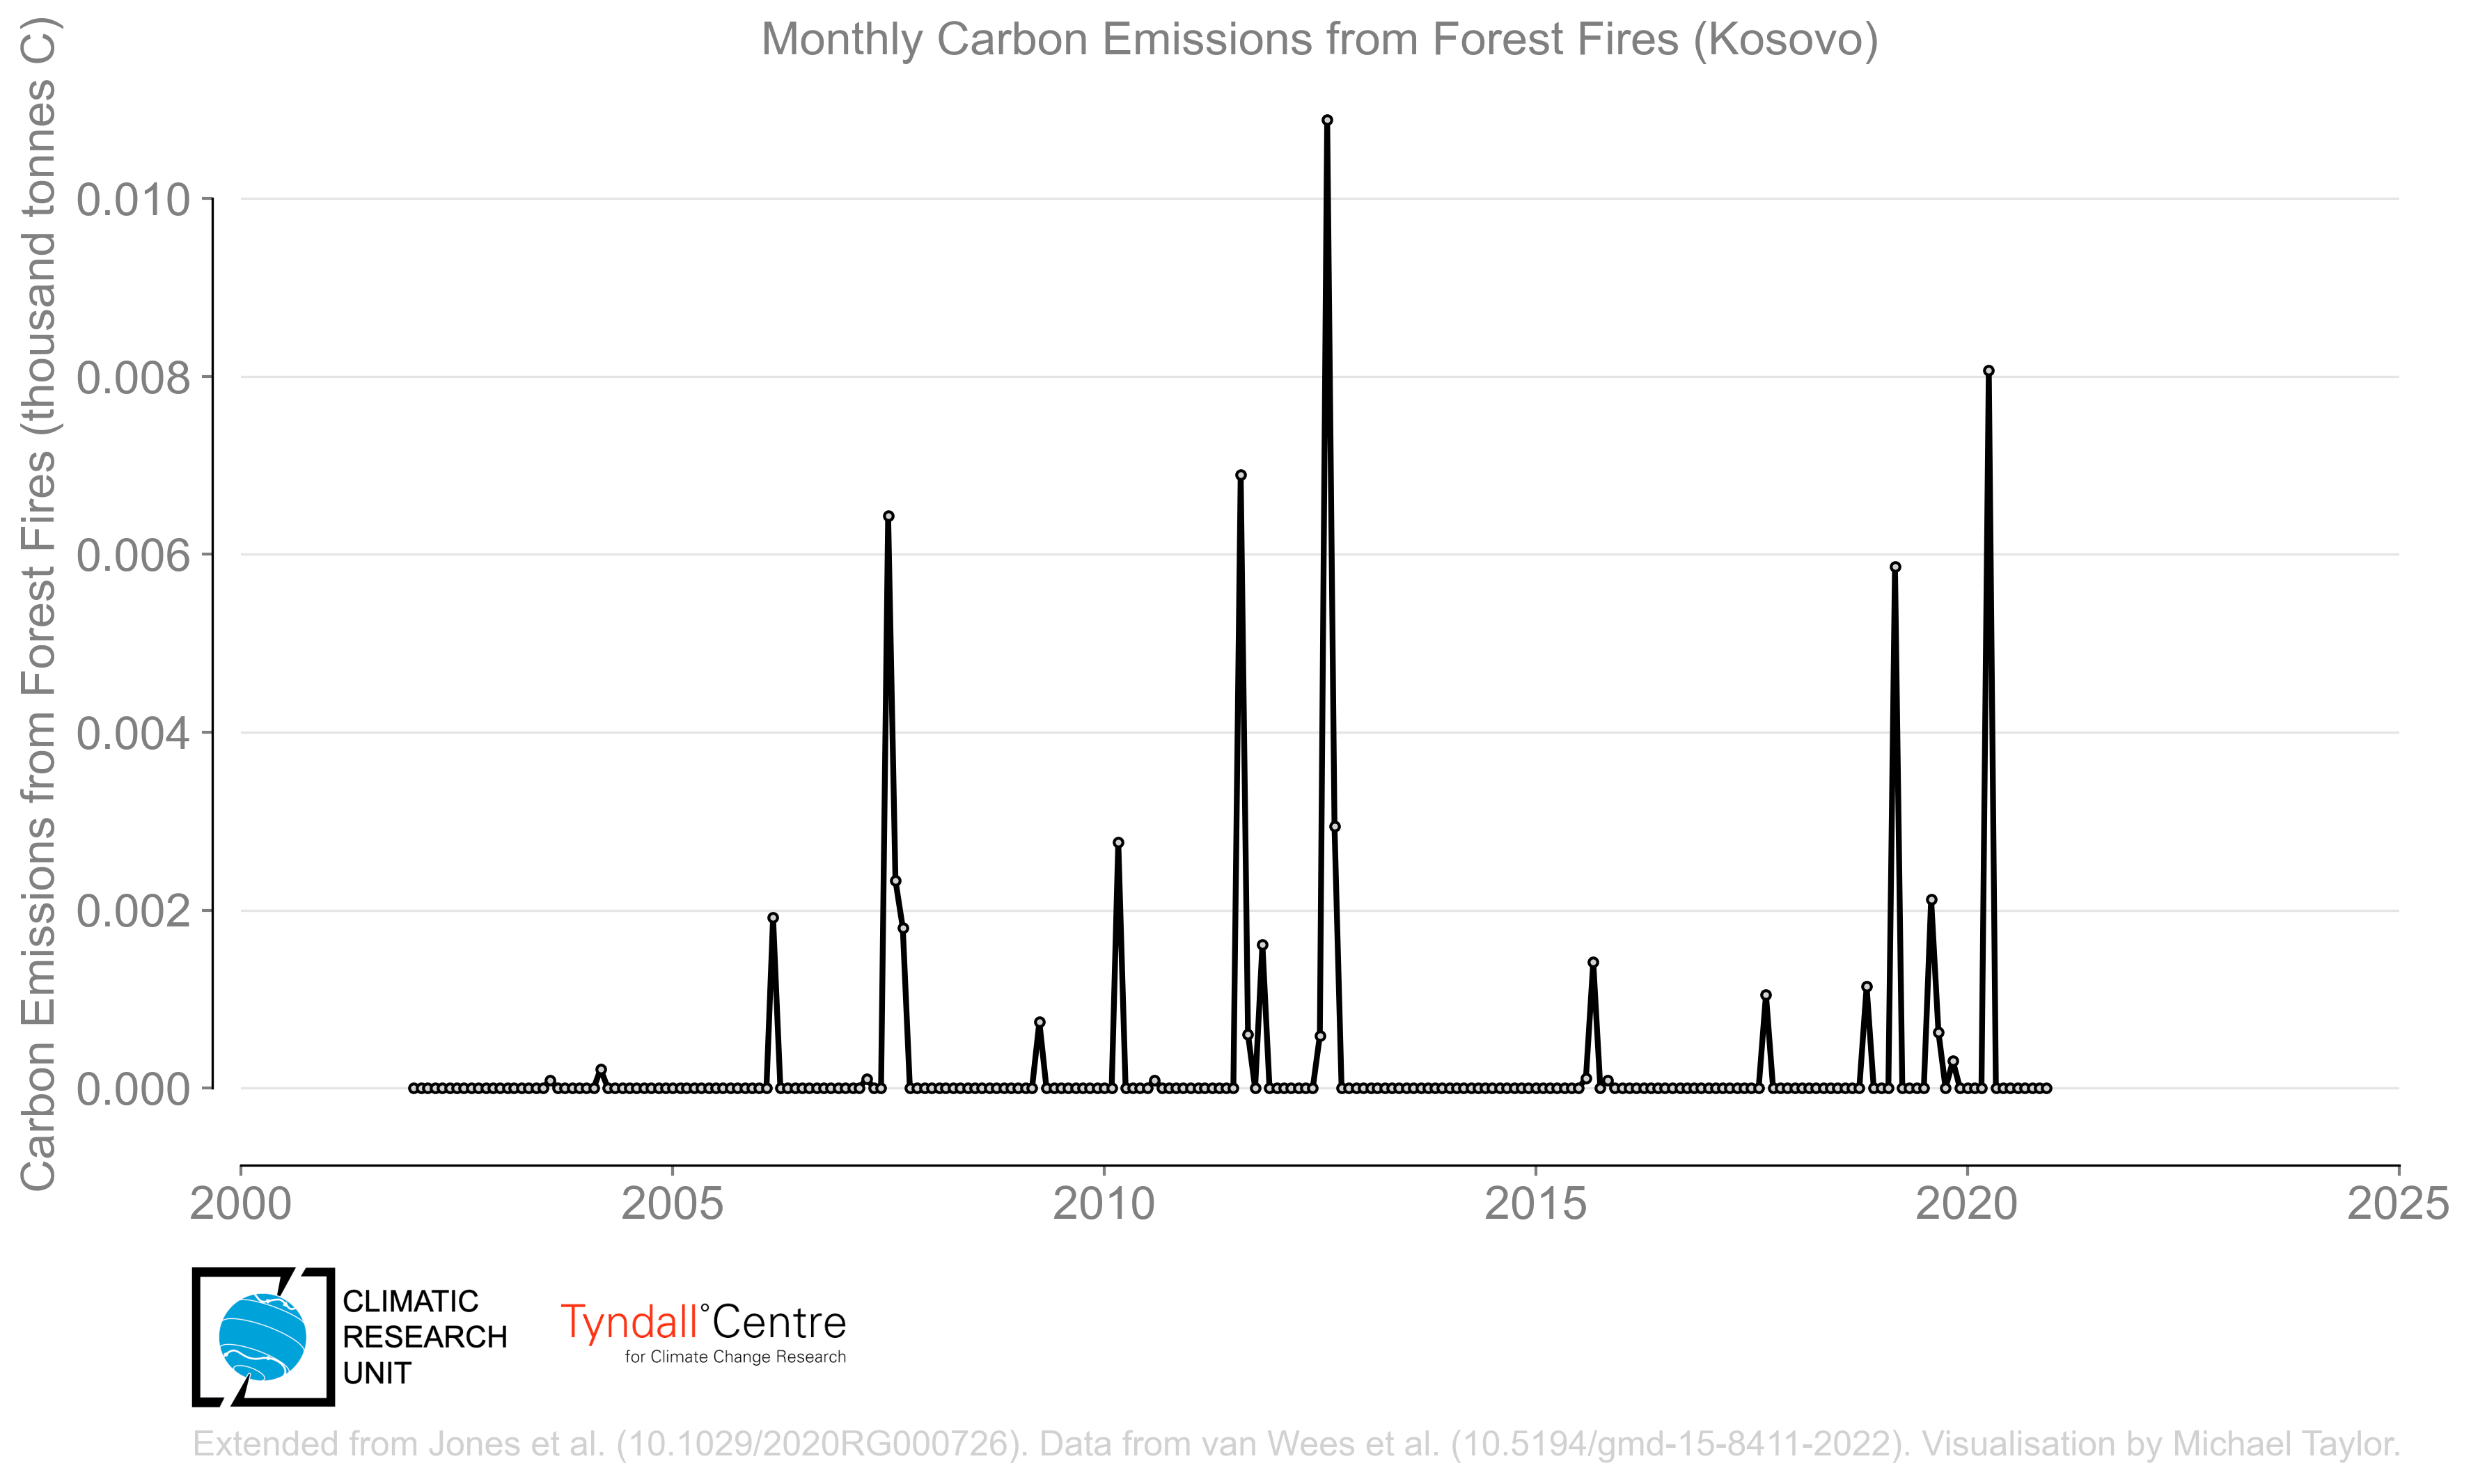 Monthly Carbon Emissions from Forest Fires (Kosovo)
Carbon Emissions from Forest Fires (thousand tonnes C)
0.010
0.008
0.006
0.004
0.002
0.000
2000
2005
2010
2015
2020
2025
CLIMATIC
RESEARCH
UNIT
Tyndall°Centre
for Climate Change Research
Extended from Jones et al. (10.1029/2020RG000726). Data from van Wees et al. (10.5194/gmd-15-8411-2022). Visualisation by Michael Taylor.